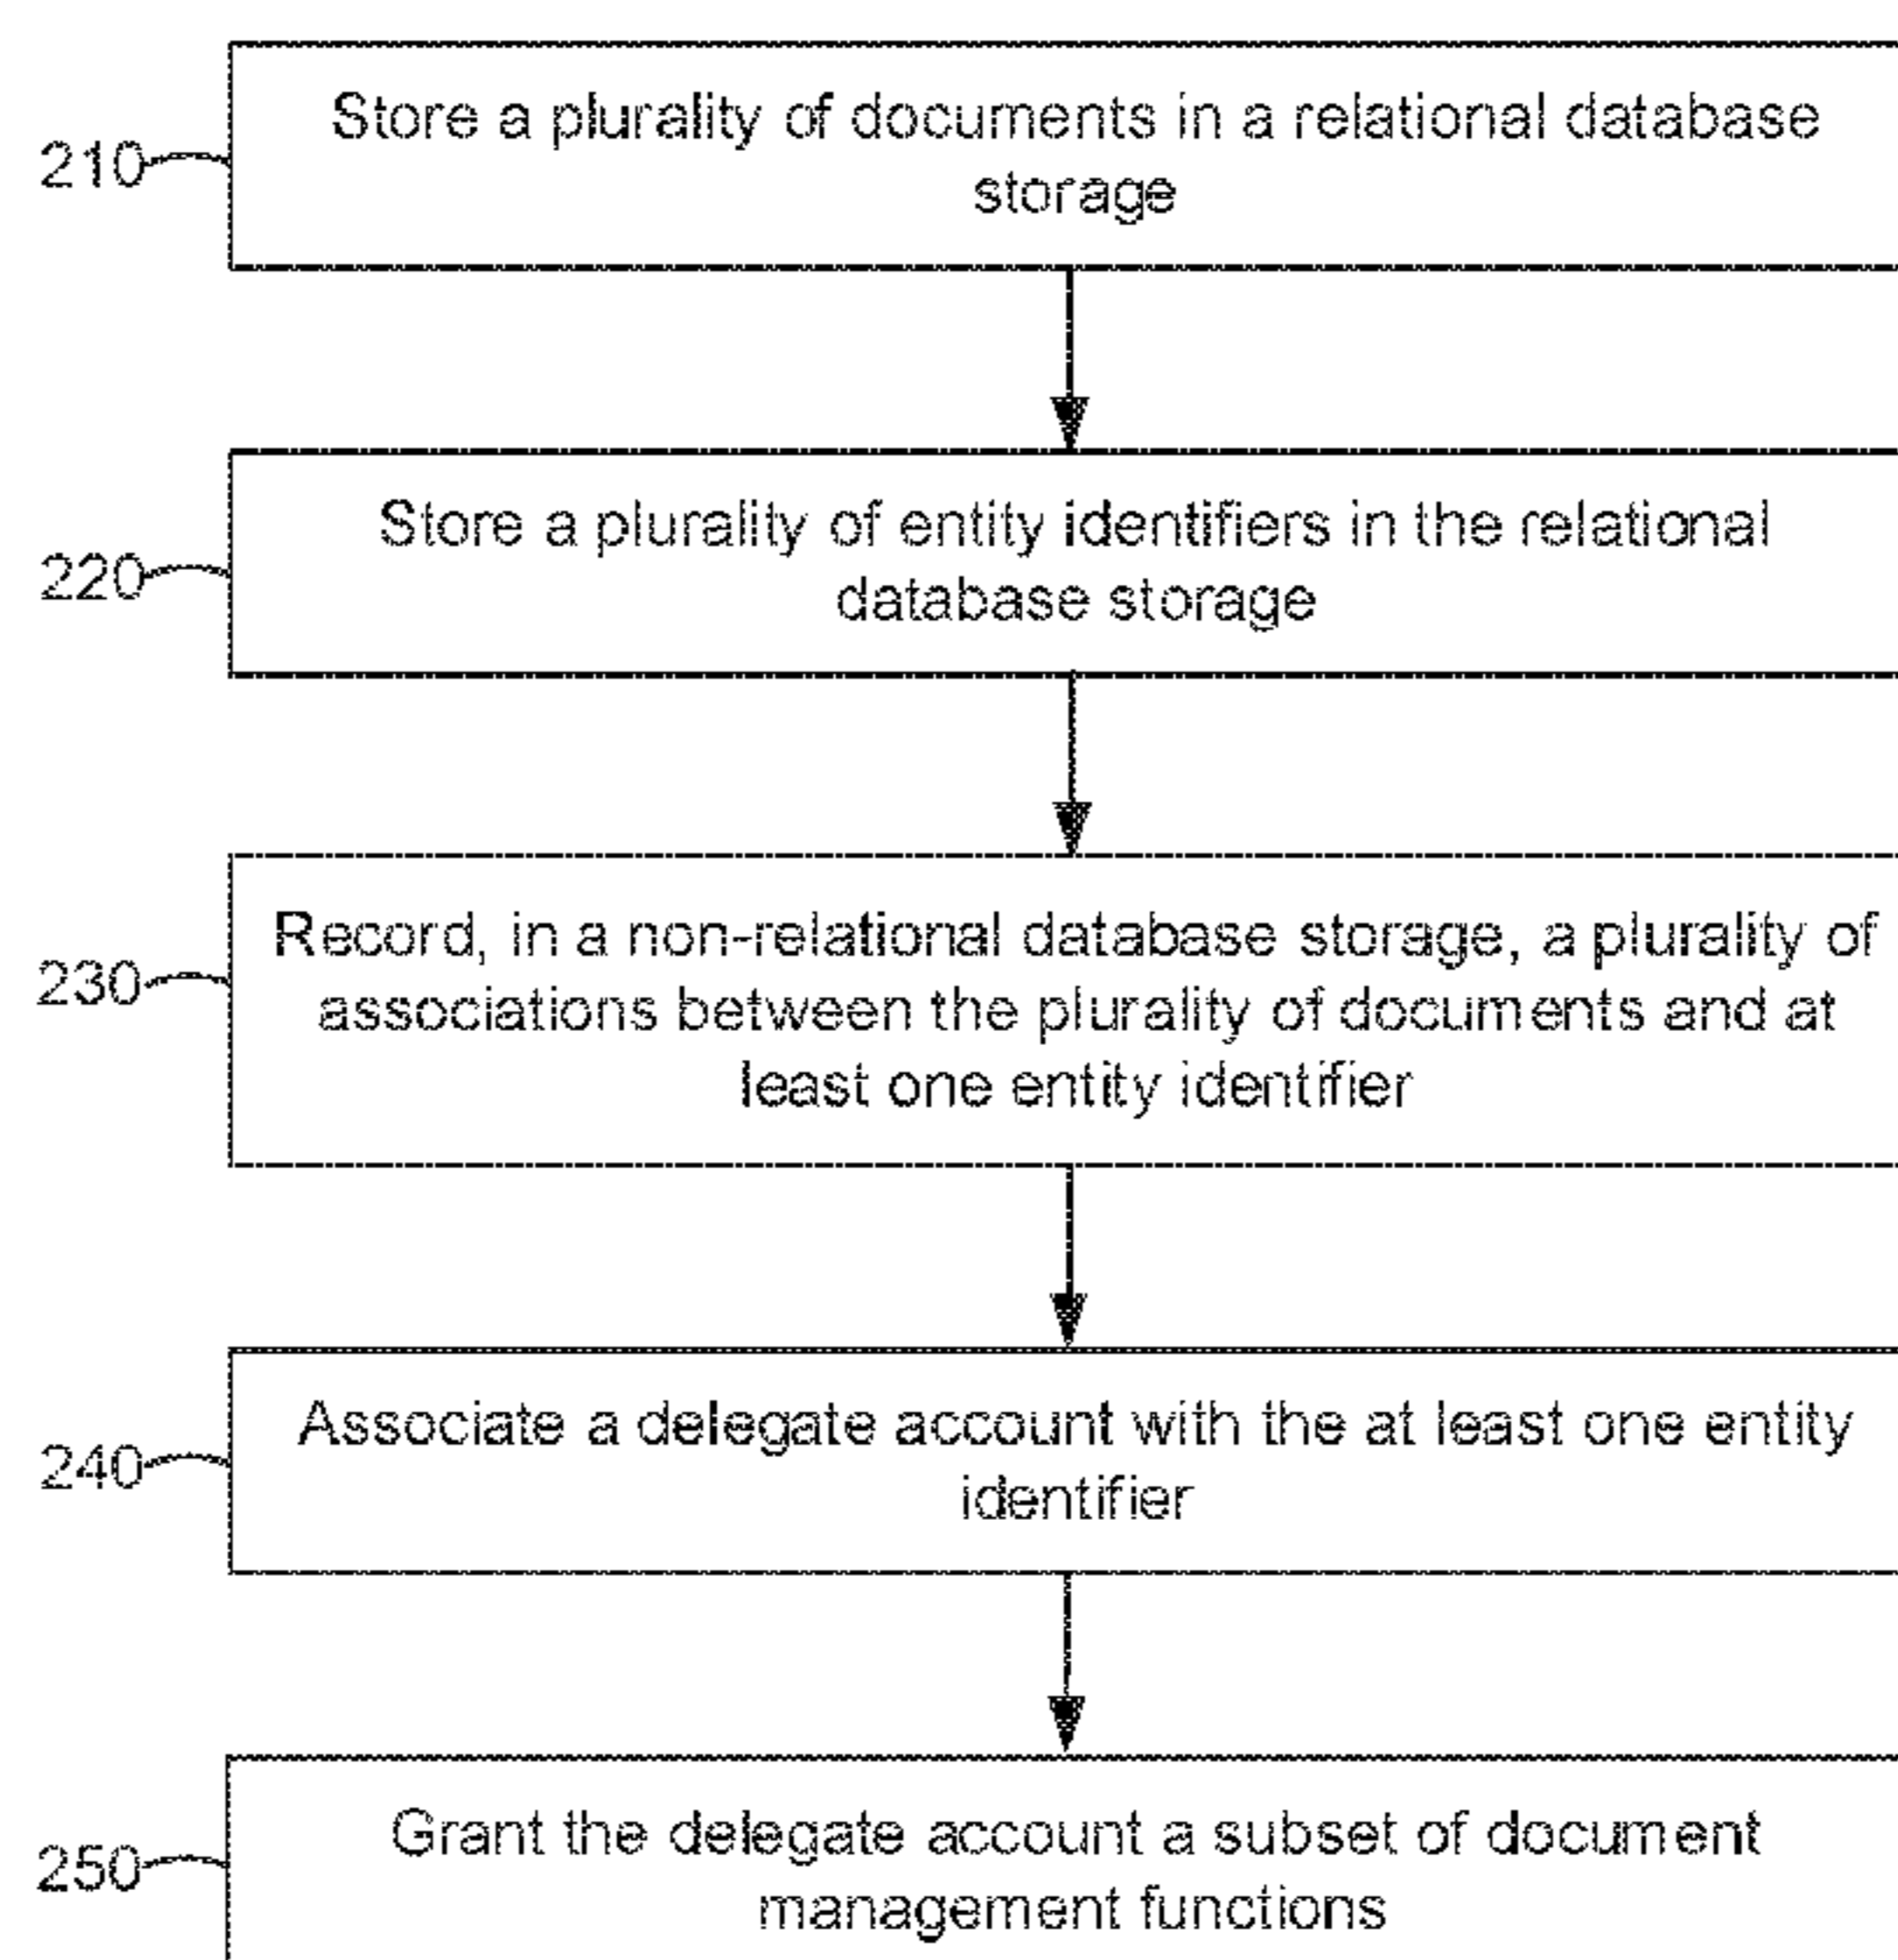 Store a plurality of documents in a relational database
storage
210
Store a plurality of entity identifiers in the relational
database storage
220
Record, in a non-relational database storage, a plurality of
associations between the plurality of documents and at
least one entity identifier
230
Associate a delegate account with the at least one entity
identifier
240
Grant the delegate account a subset of document
management functions
250